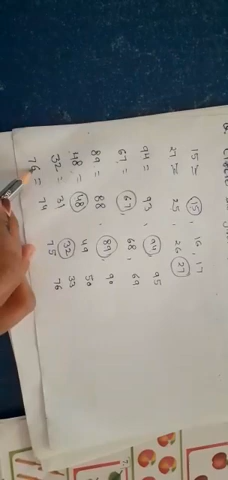 15 = 15, 16, 17
27 = 25, 26, 27
94 = 93, 94, 95
67 = 67, 68, 69
89 = 88, 89, 90
48 = 48, 49, 50
32 = 31, 32, 33
76 = 74, 75, 76